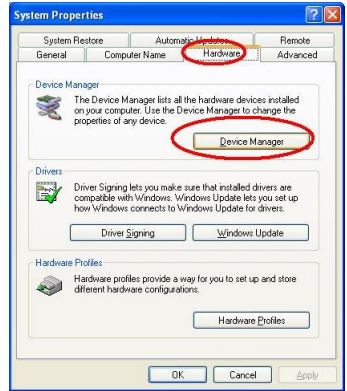 System Properties
System Restore Automatic Updates Remote
General Computer Name Hardware Advanced
Device Manager
The Device Manager lists all the hardware devices installed
on your computer. Use the Device Manager to change the
properties of any device.
Device Manager
Drivers
Driver Signing lets you make sure that installed drivers are
compatible with Windows. Windows Update lets you set up
how Windows connects to Windows Update for drivers.
Driver Signing Windows Update
Hardware Profiles
Hardware profiles provide a way for you to set up and store
different hardware configurations.
Hardware Profiles
OK Cancel Apply